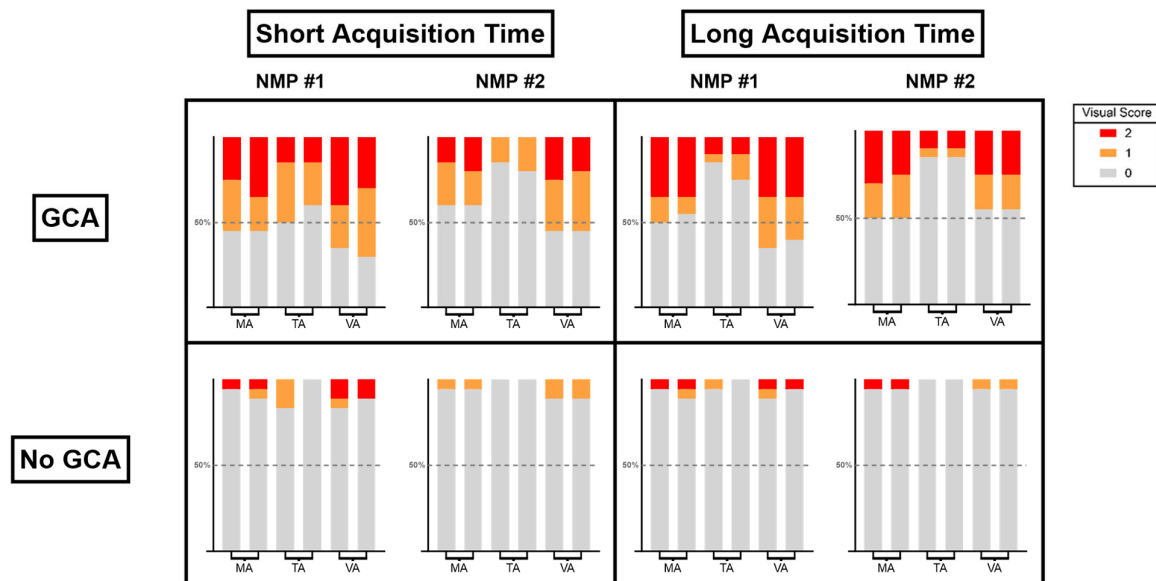 Short Acquisition Time
Long Acquisition Time
NMP #1
NMP #2
NMP #1
NMP #2
Visual Score
2
1
0
GCA
50%
50%
50%
50%
MA TA VA
MA TA VA
MA TA VA
MA TA VA
No GCA
50%
50%
50%
50%
MA TA VA
MA TA VA
MA TA VA
MA TA VA